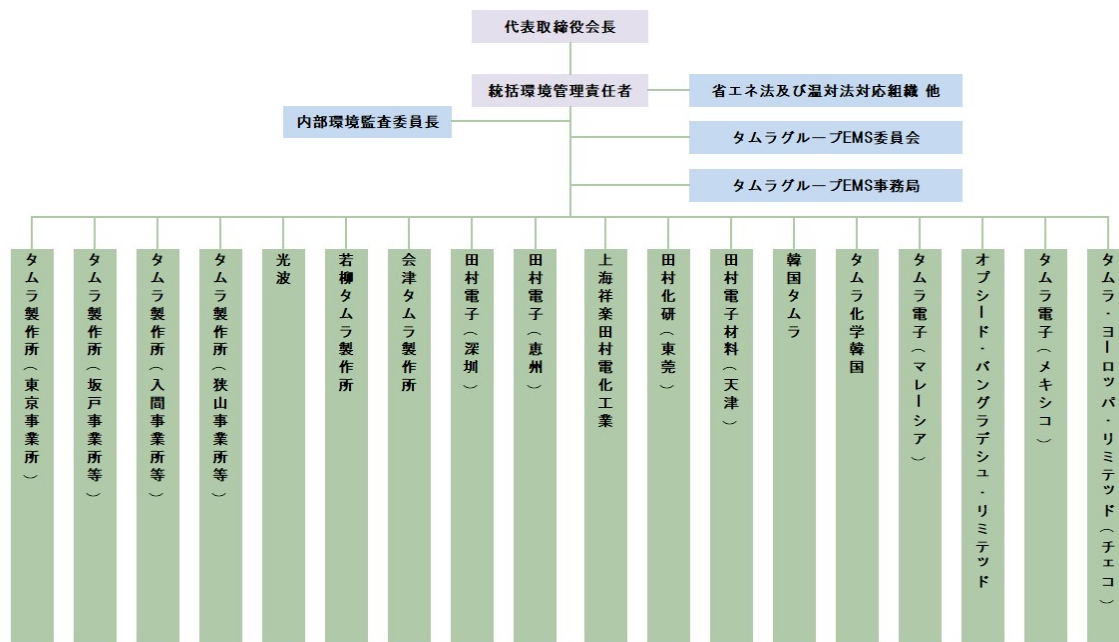 代表取締役会長
統括環境管理責任者
省エネ法及び温対法対応組織 他
内部環境監査委員長
タムラグループEMS委員会
タムラグループEMS事務局
タムラ製作所(東京事業所)
タムラ製作所(坂戸事業所等)
タムラ製作所(入間事業所等)
タムラ製作所(狭山事業所等)
光波
若柳タムラ製作所
会津タムラ製作所
田村電子(深圳)
田村電子(恵州)
上海祥楽田村電化工業
田村化研(東莞)
田村電子材料(天津)
韓国タムラ
タムラ化学韓国
タムラ電子(マレーシア)
オプシード・バングラデシュ・リミテッド
タムラ電子(メキシコ)
タムラ・ヨーロッパ・リミテッド(チェコ)